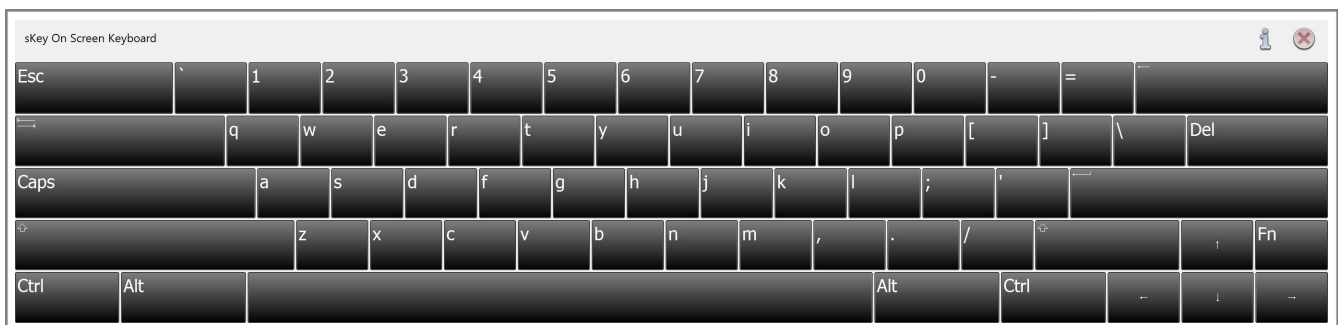 sKey On Screen Keyboard
Esc ` 1 2 3 4 5 6 7 8 9 0 - = ←
q w e r t y u i o p [ ] \ Del
Caps a s d f g h j k l ; '
z x c v b n m , . / ↑ Fn
Ctrl Alt Alt Ctrl ← ↓ →